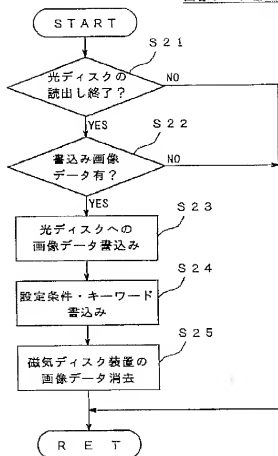 START
S21
光ディスクの
読出し終了?
NO
YES
S22
書込み画像
データ有?
NO
YES
S23
光ディスクへの
画像データ書込み
S24
設定条件・キーワード
書込み
S25
磁気ディスク装置の
画像データ消去
RET